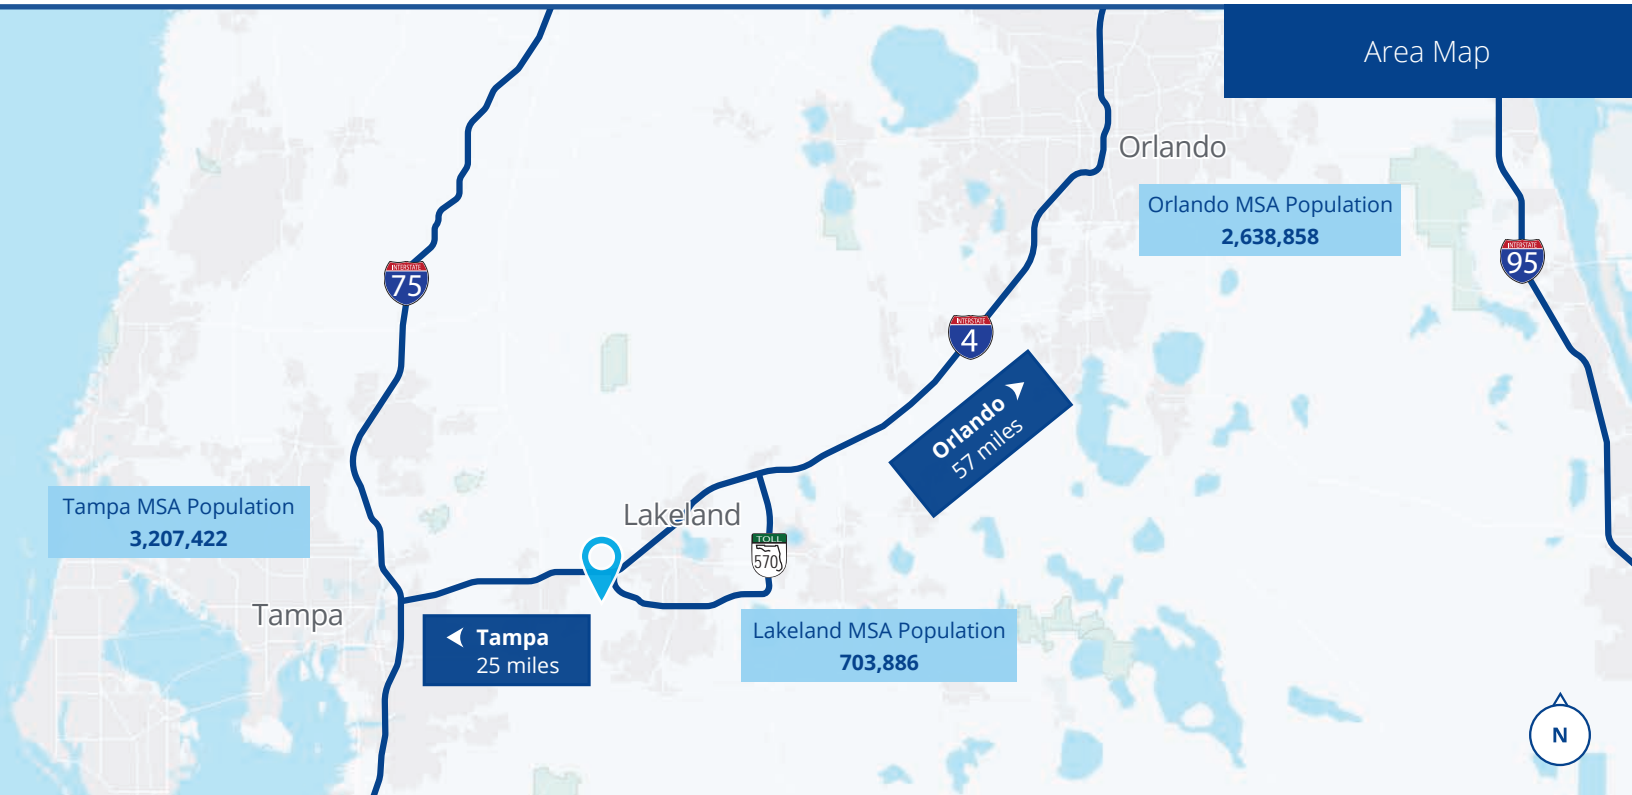 Area Map
Orlando
Orlando MSA Population
2,638,858
INTERSTATE
75
INTERSTATE
95
INTERSTATE
4
Orlando
57 miles
Tampa MSA Population
3,207,422
Lakeland
TOLL
570
Tampa
Tampa
25 miles
Lakeland MSA Population
703,886
N